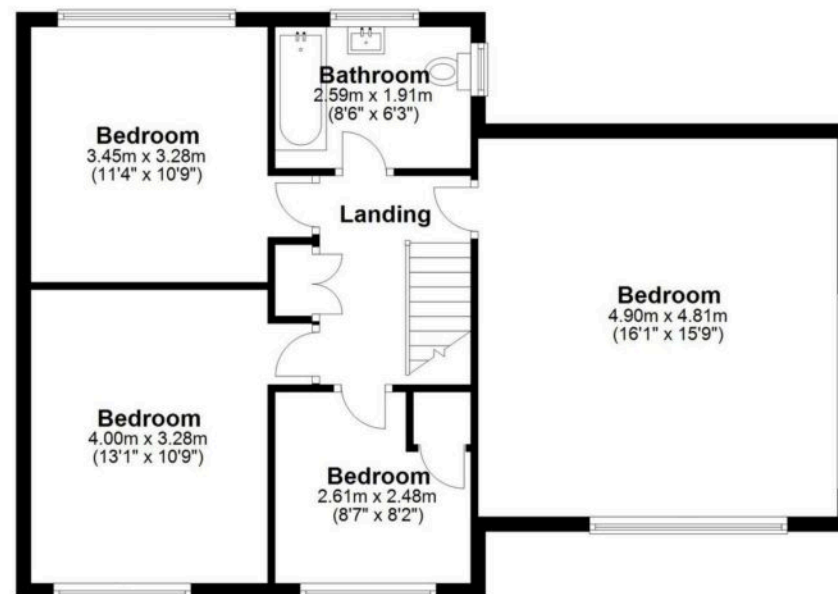 Bathroom
2.59m x 1.91m
(8'6" x 6'3")
Bedroom
3.45m x 3.28m
(11'4" x 10'9")
Landing
Bedroom
4.90m x 4.81m
(16'1" x 15'9")
Bedroom
4.00m x 3.28m
(13'1" x 10'9")
Bedroom
2.61m x 2.48m
(8'7" x 8'2")